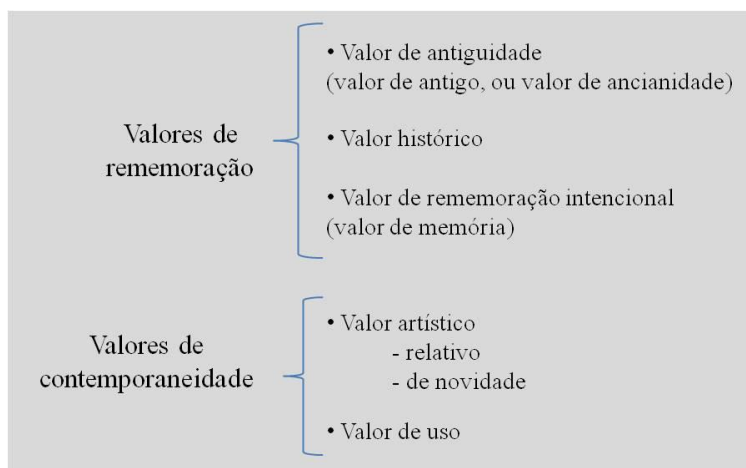 Valores de
rememoração
• Valor de antiguidade
(valor de antigo, ou valor de ancianidade)
• Valor histórico
• Valor de rememoração intencional
(valor de memória)
Valores de
contemporaneidade
• Valor artístico
- relativo
- de novidade
• Valor de uso